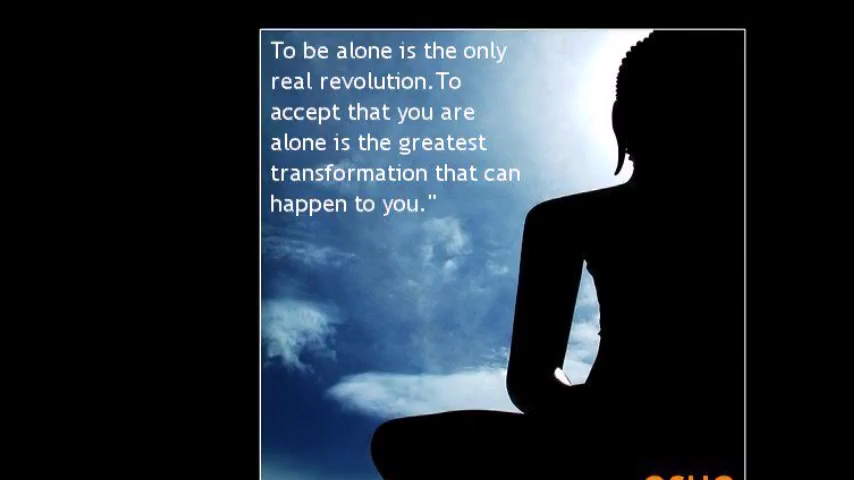 To be alone is the only
real revolution.To
accept that you are
alone is the greatest
transformation that can
happen to you."